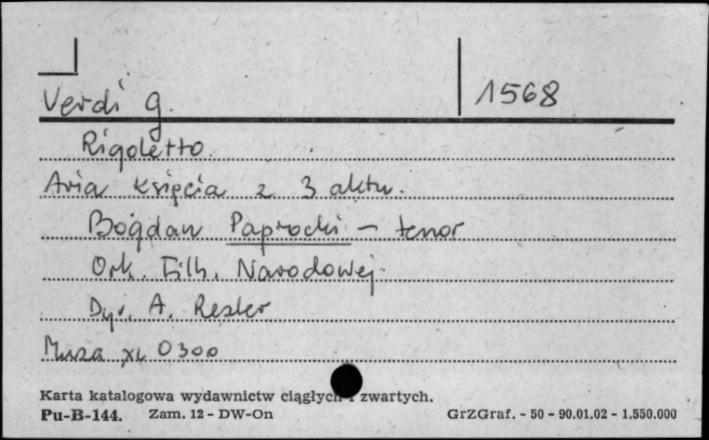 Verdi G.
1568
Rigoletto.
Aria księcia z 3 aktu.
Bogdan Paprocki - tenor
Ork. Filh. Narodowej
Dyr. A. Rezler
Muza XL 0300
Karta katalogowa wydawnictw ciągłych i zwartych.
Pu-B-144. Zam. 12 - DW-On GrZGraf. - 50 - 90.01.02 - 1.550.000